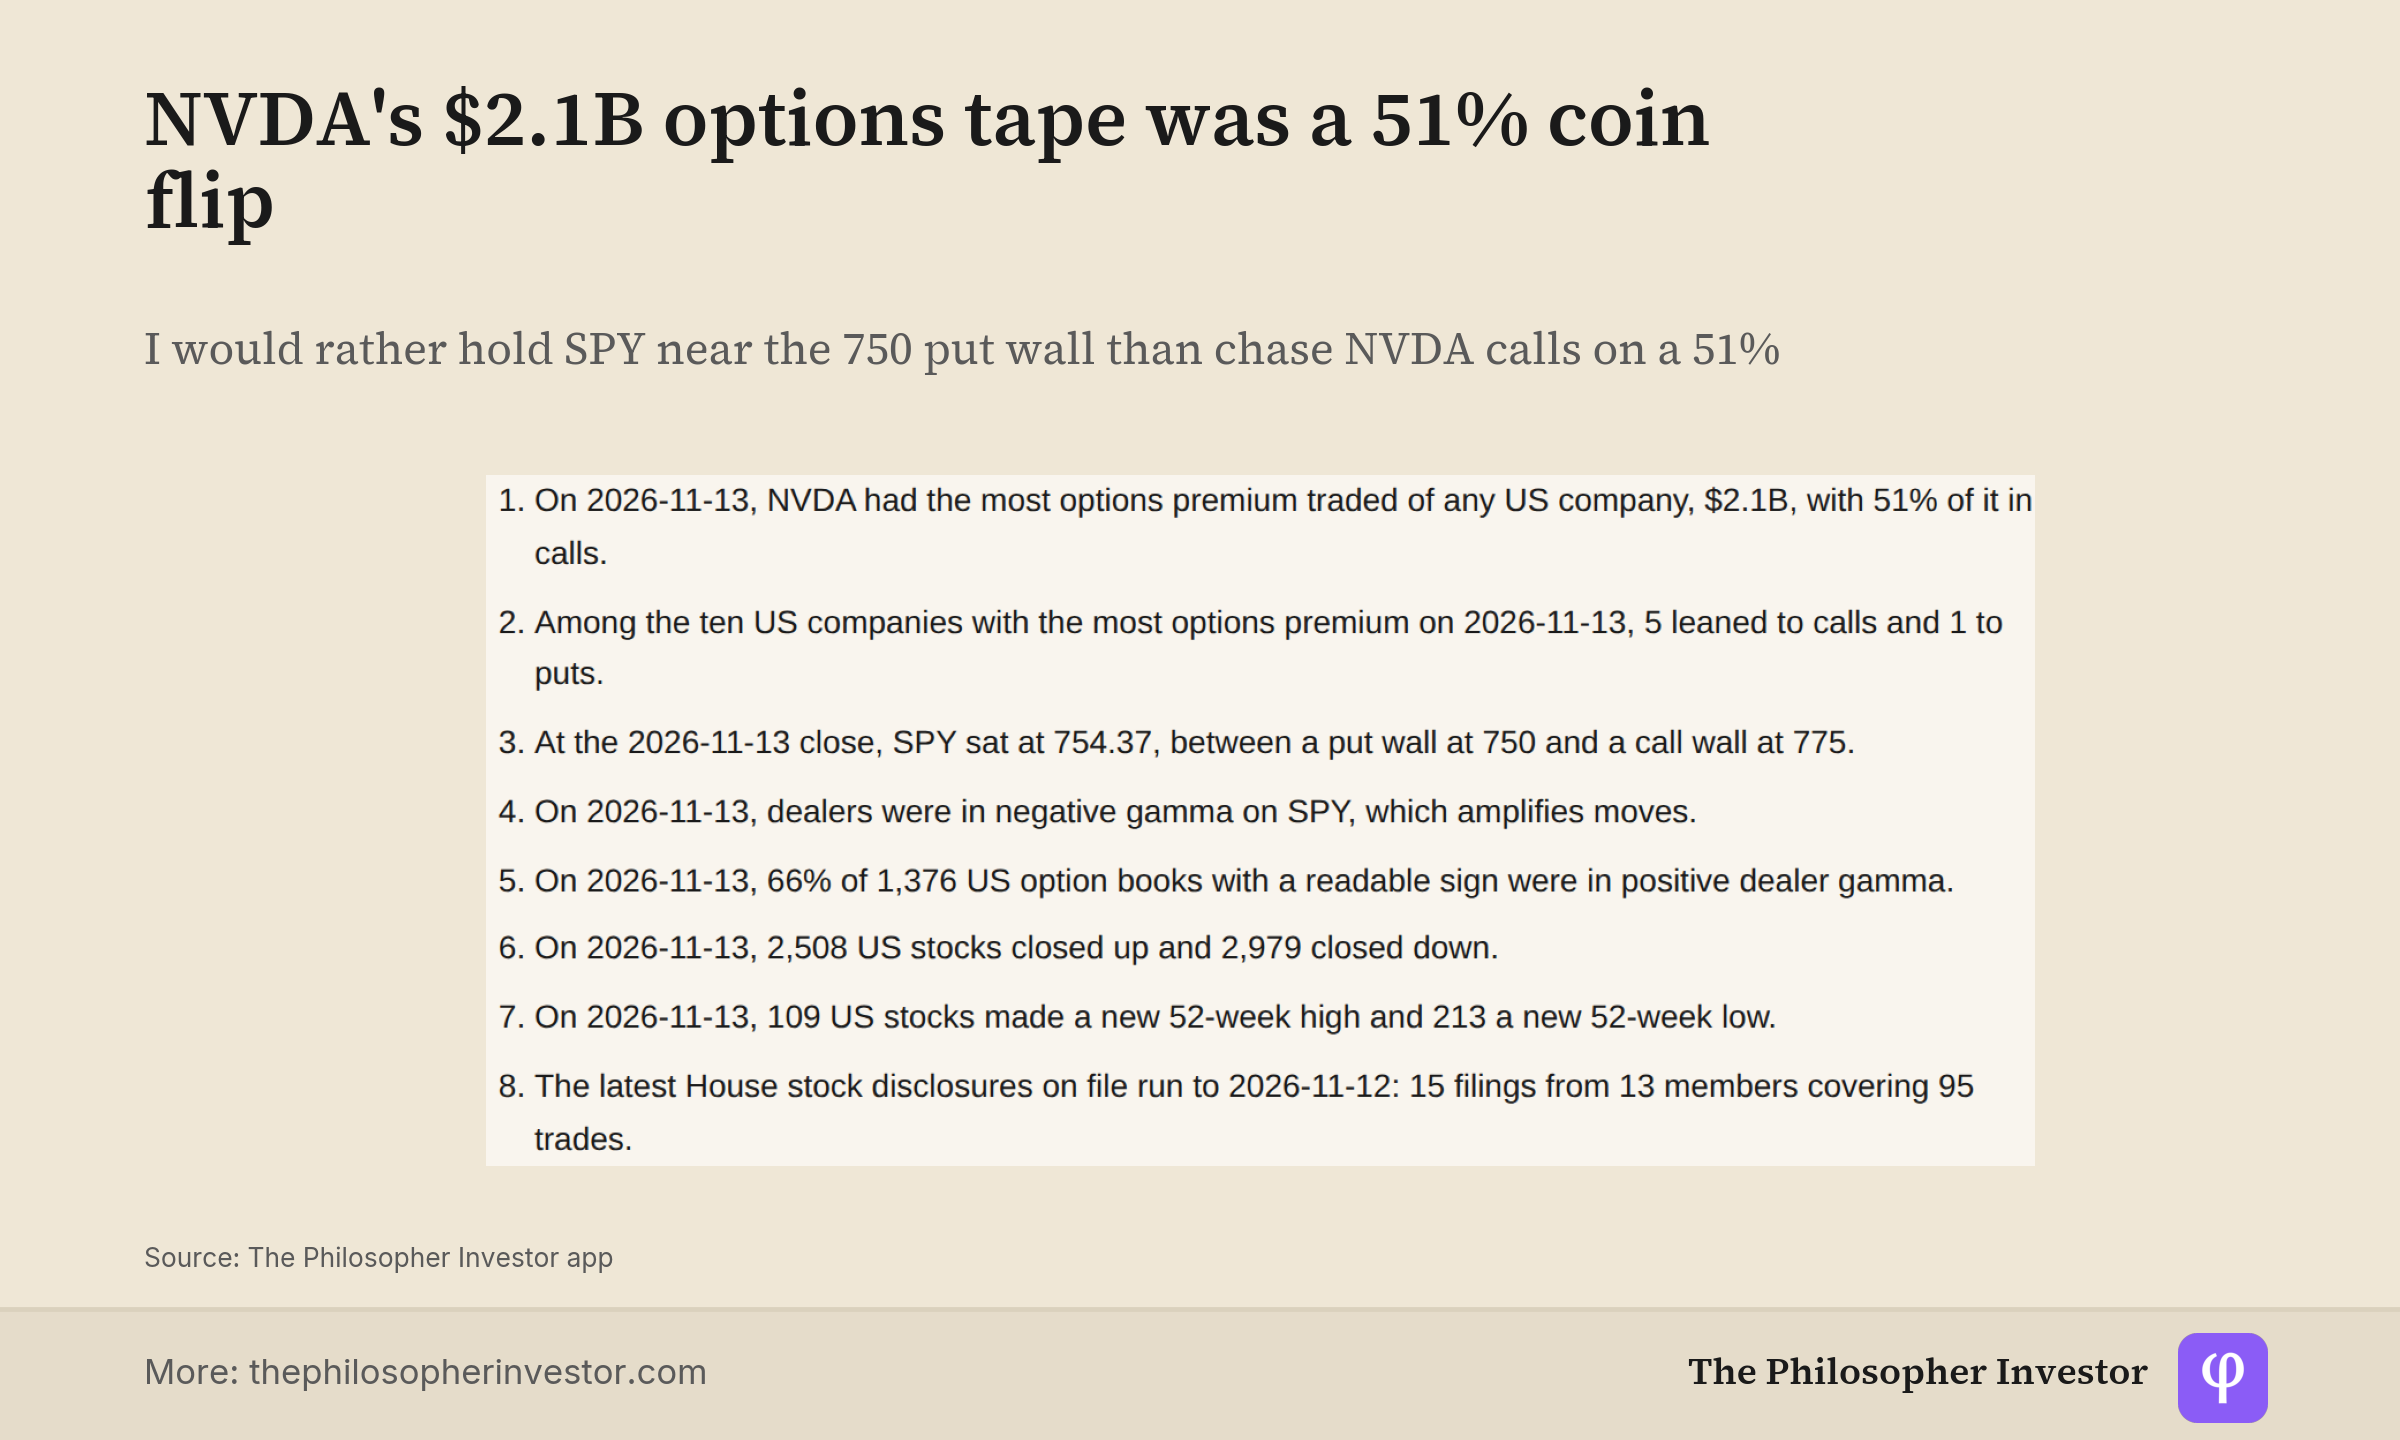 NVDA's $2.1B options tape was a 51% coin
flip
I would rather hold SPY near the 750 put wall than chase NVDA calls on a 51%
1. On 2026-11-13, NVDA had the most options premium traded of any US company, $2.1B, with 51% of it in
calls.
2. Among the ten US companies with the most options premium on 2026-11-13, 5 leaned to calls and 1 to
puts.
3. At the 2026-11-13 close, SPY sat at 754.37, between a put wall at 750 and a call wall at 775.
4. On 2026-11-13, dealers were in negative gamma on SPY, which amplifies moves.
5. On 2026-11-13, 66% of 1,376 US option books with a readable sign were in positive dealer gamma.
6. On 2026-11-13, 2,508 US stocks closed up and 2,979 closed down.
7. On 2026-11-13, 109 US stocks made a new 52-week high and 213 a new 52-week low.
8. The latest House stock disclosures on file run to 2026-11-12: 15 filings from 13 members covering 95
trades.
Source: The Philosopher Investor app
More: thephilosopherinvestor.com
The Philosopher Investor
φ